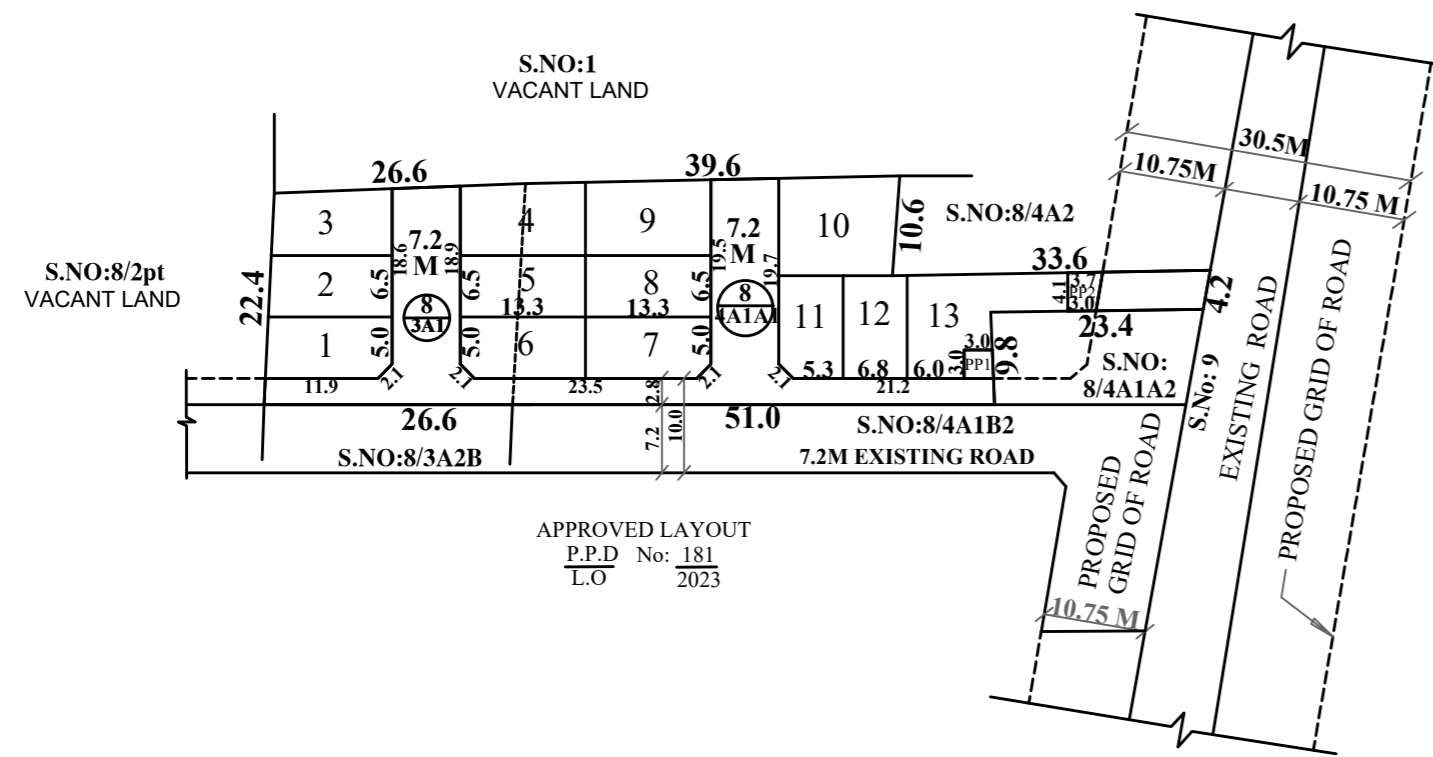 S.NO:1
VACANT LAND
26.6
39.6
30.5M
10.75M
10.75 M
3
4
9
10
7.2
M
7.2
M
10.6
S.NO:8/4A2
18.6
18.9
19.5
19.7
33.6
S.NO:8/2pt
VACANT LAND
22.4
2
6.5
6.5
5
8
6.5
13.3
13.3
8
3A1
8
4A1A1
4.1
3.7
PP2
3.0
4.2
11
12
13
23.4
1
5.0
5.0
6
7
5.0
3.0
3.0
PP1
9.8
S.NO:
8/4A1A2
5.3
6.8
6.0
11.9
2.1
2.1
23.5
2.8
2.1
2.1
21.2
26.6
51.0
S.NO:8/4A1B2
7.2
10.0
S.NO:8/3A2B
7.2M EXISTING ROAD
S.No: 9
EXISTING ROAD
PROPOSED GRID OF ROAD
PROPOSED
GRID OF ROAD
10.75 M
APPROVED LAYOUT
P.P.D No: 181
L.O 2023